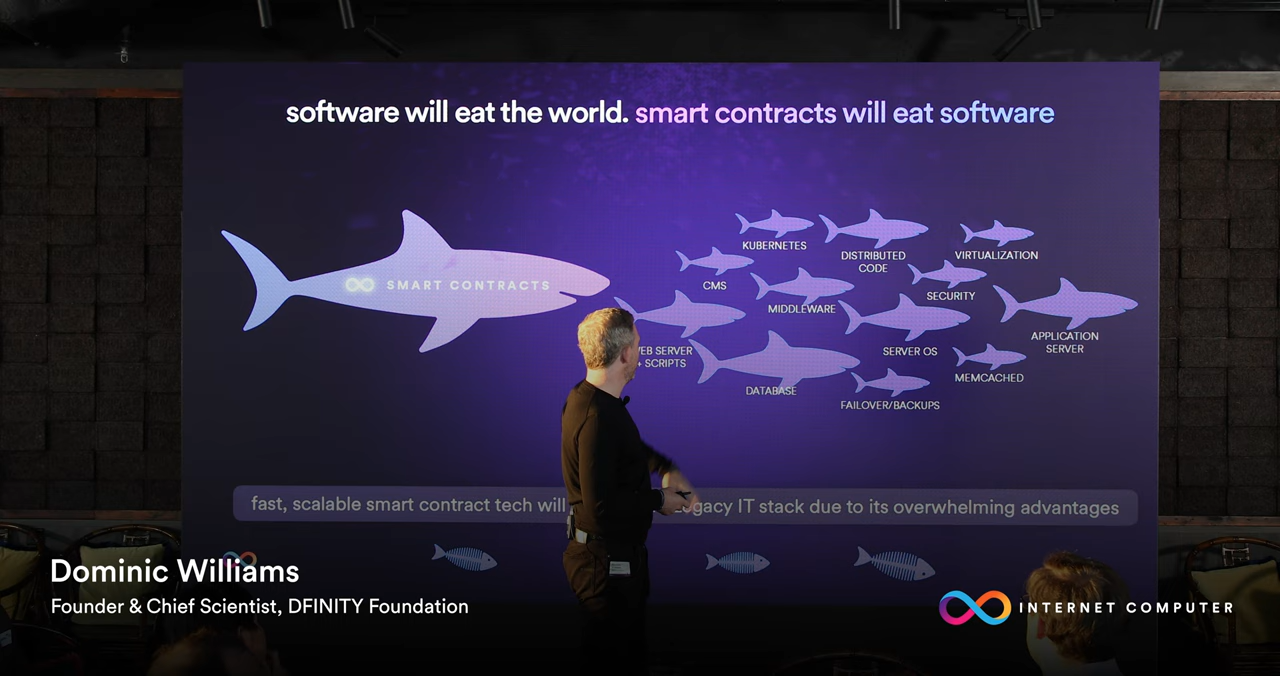 software will eat the world. smart contracts will eat software
KUBERNETES
DISTRIBUTED
CODE
VIRTUALIZATION
CMS
SECURITY
SMART CONTRACTS
MIDDLEWARE
APPLICATION
SERVER
EB SERVER
+ SCRIPTS
SERVER OS
MEMCACHED
DATABASE
FAILOVER/BACKUPS
fast, scalable smart contract tech will legacy IT stack due to its overwhelming advantages
Dominic Williams
Founder & Chief Scientist, DFINITY Foundation
INTERNET COMPUTER